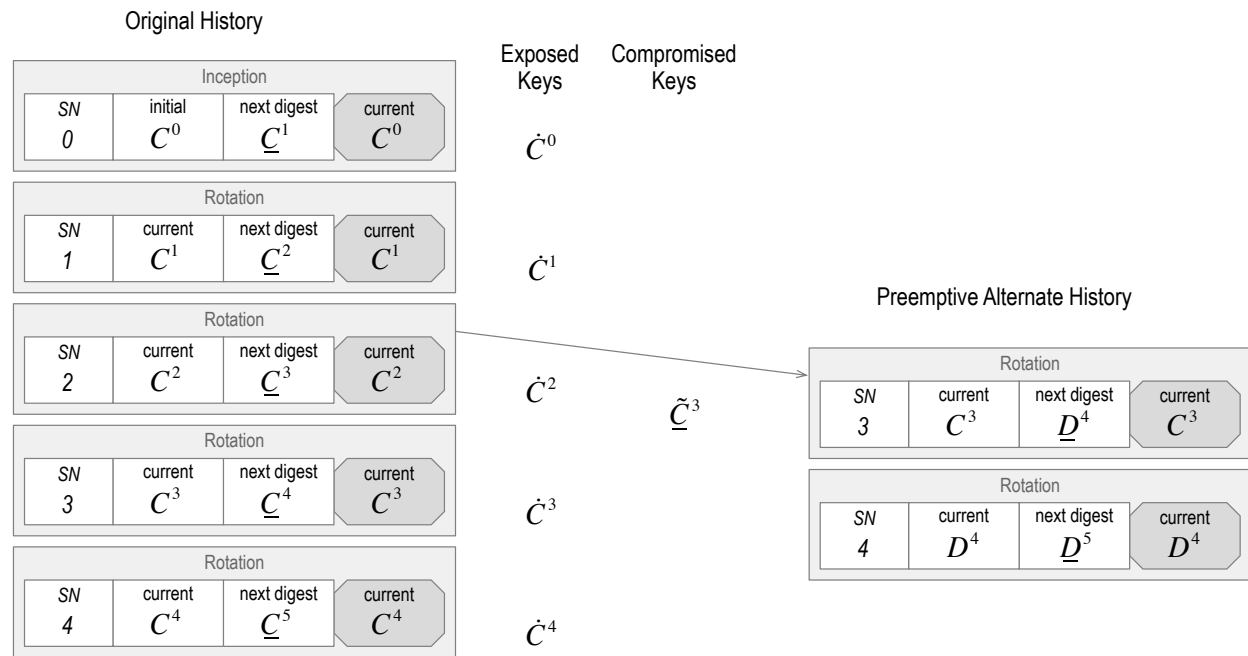 Original History
Exposed Keys
Compromised Keys
Inception
SN initial next digest current
0 C⁰ C̲¹ C⁰
Ċ⁰
Rotation
SN current next digest current
1 C¹ C̲² C¹
Ċ¹
Preemptive Alternate History
Rotation
SN current next digest current
2 C² C̲³ C²
Ċ²
C̲̃³
Rotation
SN current next digest current
3 C³ D̲⁴ C³
Rotation
SN current next digest current
3 C³ C̲⁴ C³
Ċ³
Rotation
SN current next digest current
4 D⁴ D̲⁵ D⁴
Rotation
SN current next digest current
4 C⁴ C̲⁵ C⁴
Ċ⁴